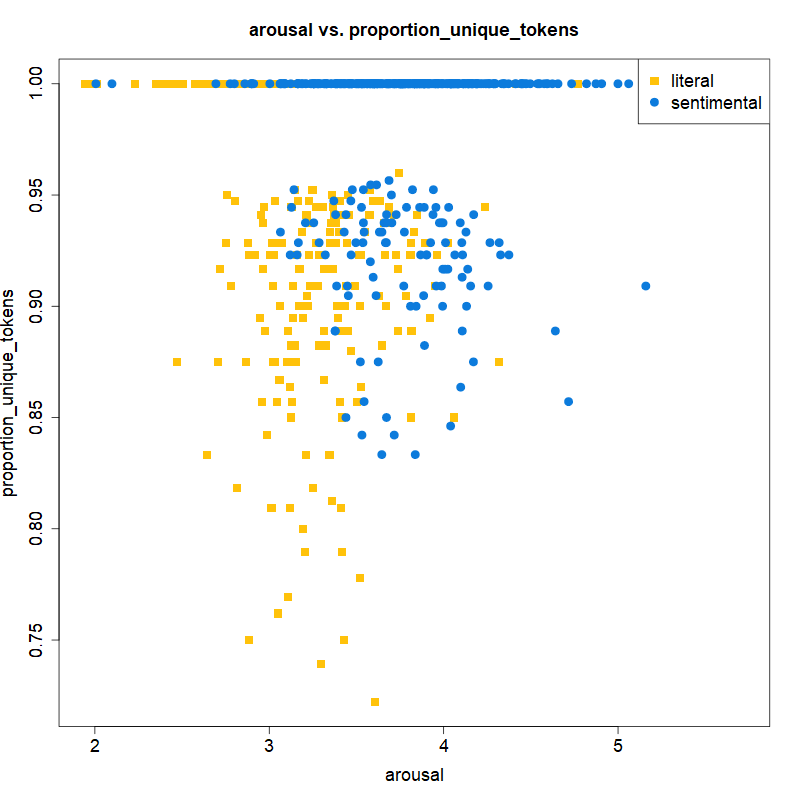 arousal vs. proportion_unique_tokens
literal
sentimental
1.00
0.95
0.90
0.85
0.80
0.75
proportion_unique_tokens
2
3
4
5
arousal